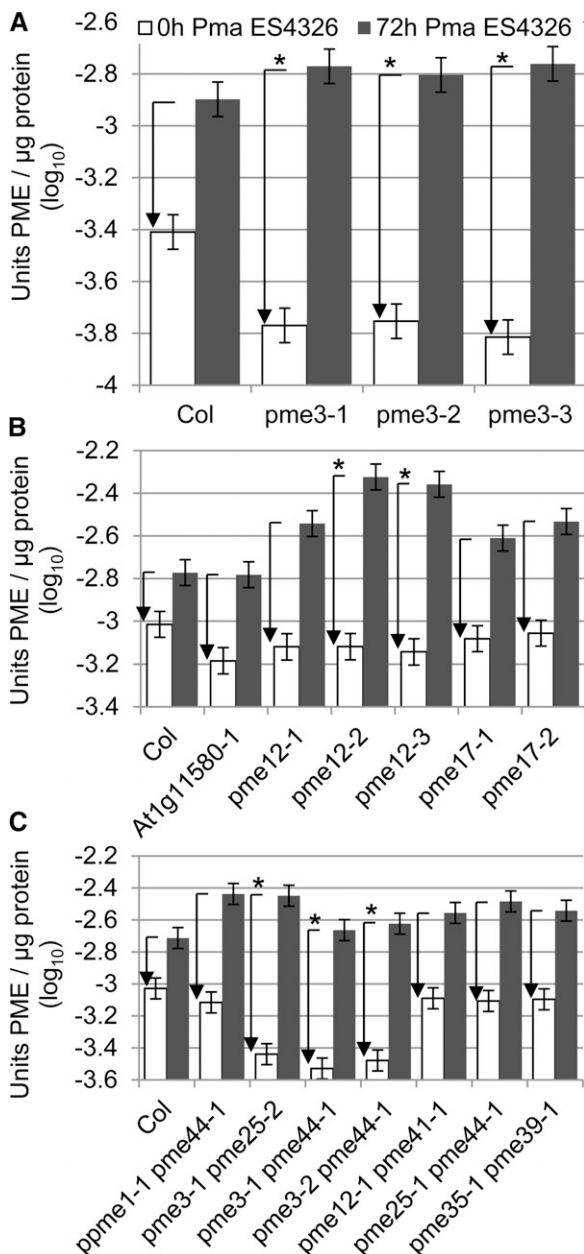 A
0h Pma ES4326 72h Pma ES4326
Units PME / µg protein
(log10)
-2.6
-2.8
-3
-3.2
-3.4
-3.6
-3.8
-4
* * *
Col pme3-1 pme3-2 pme3-3
B
Units PME / µg protein
(log10)
-2.2
-2.4
-2.6
-2.8
-3
-3.2
-3.4
* *
Col
At1g11580-1
pme12-1
pme12-2
pme12-3
pme17-1
pme17-2
C
Units PME / µg protein
(log10)
-2.2
-2.4
-2.6
-2.8
-3
-3.2
-3.4
-3.6
* * *
Col
ppme1-1 pme44-1
pme3-1 pme25-2
pme3-1 pme44-1
pme3-2 pme44-1
pme12-1 pme41-1
pme25-1 pme44-1
pme35-1 pme39-1